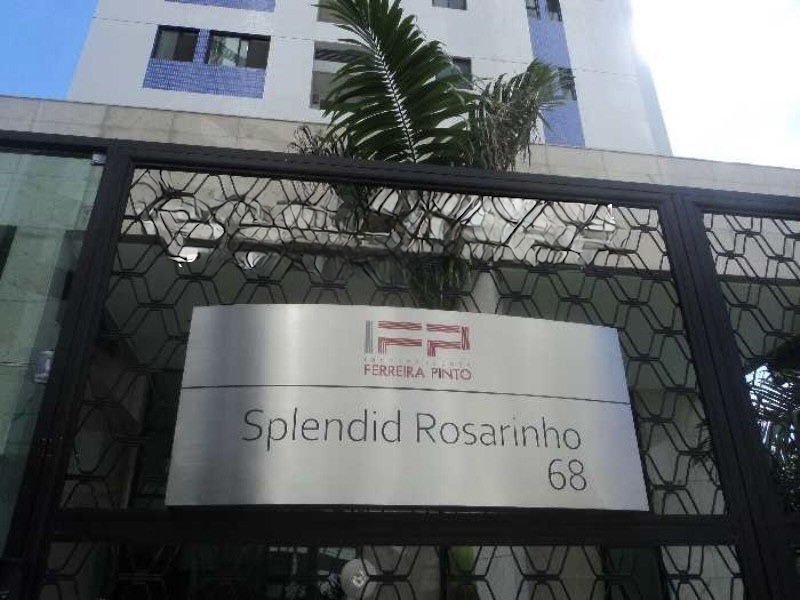 FERREIRA PINTO
Splendid Rosarinho
68